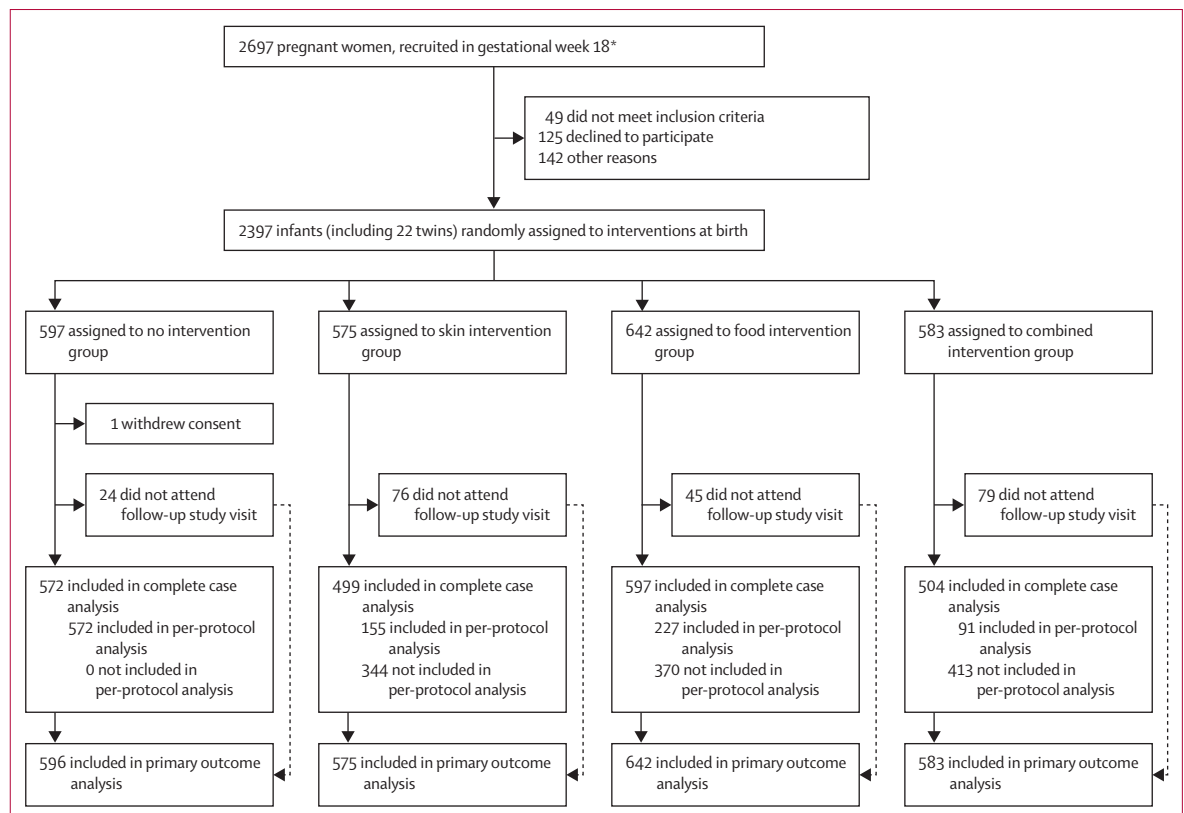 2697 pregnant women, recruited in gestational week 18*
49 did not meet inclusion criteria
125 declined to participate
142 other reasons
2397 infants (including 22 twins) randomly assigned to interventions at birth
597 assigned to no intervention
group
575 assigned to skin intervention
group
642 assigned to food intervention
group
583 assigned to combined
intervention group
1 withdrew consent
24 did not attend
follow-up study visit
76 did not attend
follow-up study visit
45 did not attend
follow-up study visit
79 did not attend
follow-up study visit
572 included in complete case
analysis
572 included in per-protocol
analysis
0 not included in
per-protocol analysis
499 included in complete case
analysis
155 included in per-protocol
analysis
344 not included in
per-protocol analysis
597 included in complete case
analysis
227 included in per-protocol
analysis
370 not included in
per-protocol analysis
504 included in complete case
analysis
91 included in per-protocol
analysis
413 not included in
per-protocol analysis
596 included in primary outcome
analysis
575 included in primary outcome
analysis
642 included in primary outcome
analysis
583 included in primary outcome
analysis